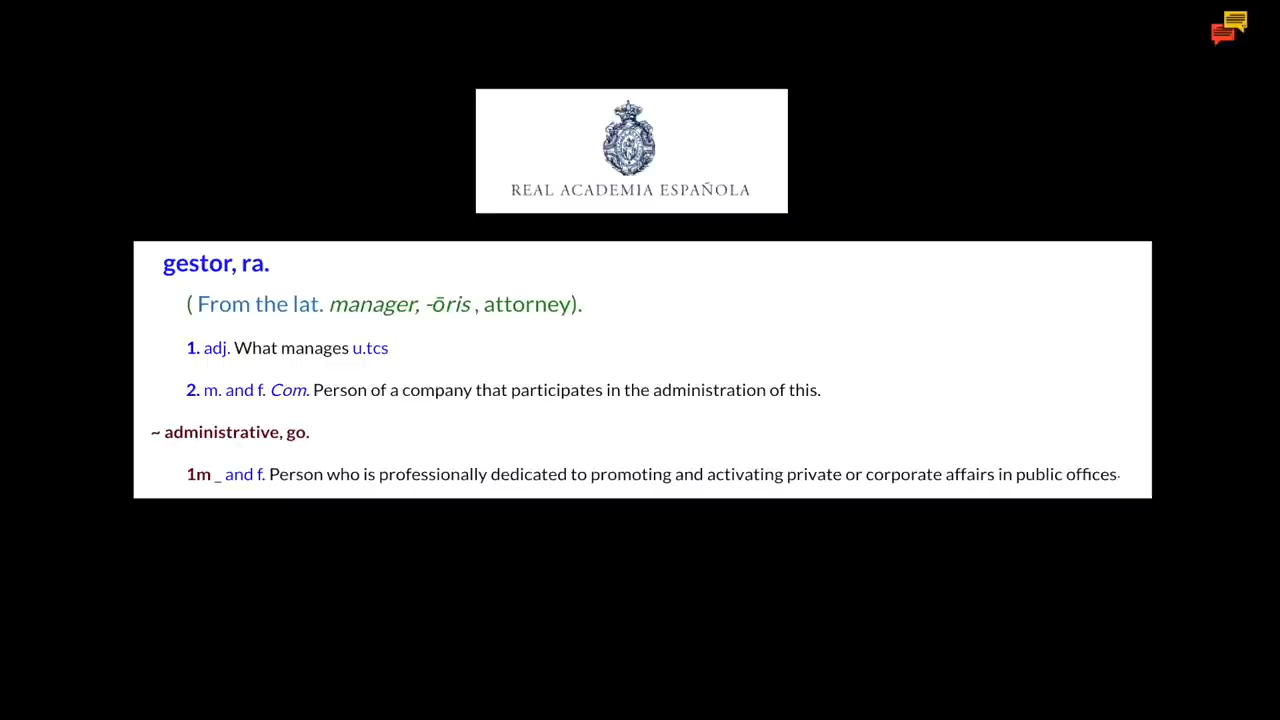 REAL ACADEMIA ESPAÑOLA
gestor, ra.
( From the lat. manager, -ōris , attorney).
1. adj. What manages u.tcs
2. m. and f. Com. Person of a company that participates in the administration of this.
~ administrative, go.
1m _ and f. Person who is professionally dedicated to promoting and activating private or corporate affairs in public offices.